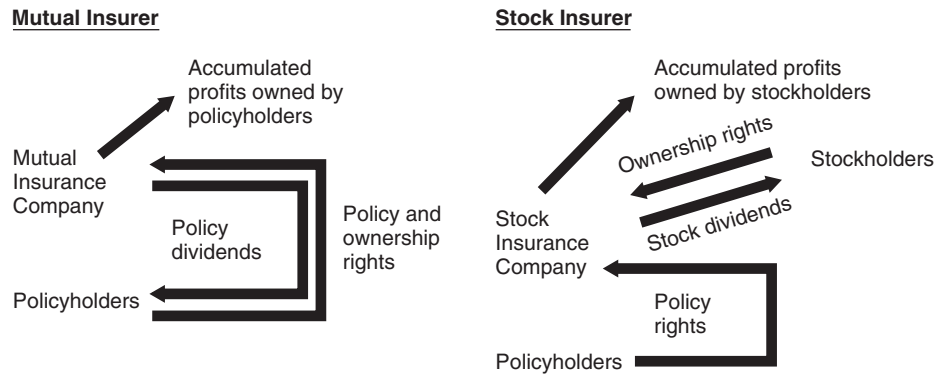 Mutual Insurer
Accumulated
profits owned by
policyholders
Mutual
Insurance
Company
Policy
dividends
Policy and
ownership
rights
Policyholders
Stock Insurer
Accumulated profits
owned by stockholders
Ownership rights
Stockholders
Stock dividends
Stock
Insurance
Company
Policy
rights
Policyholders